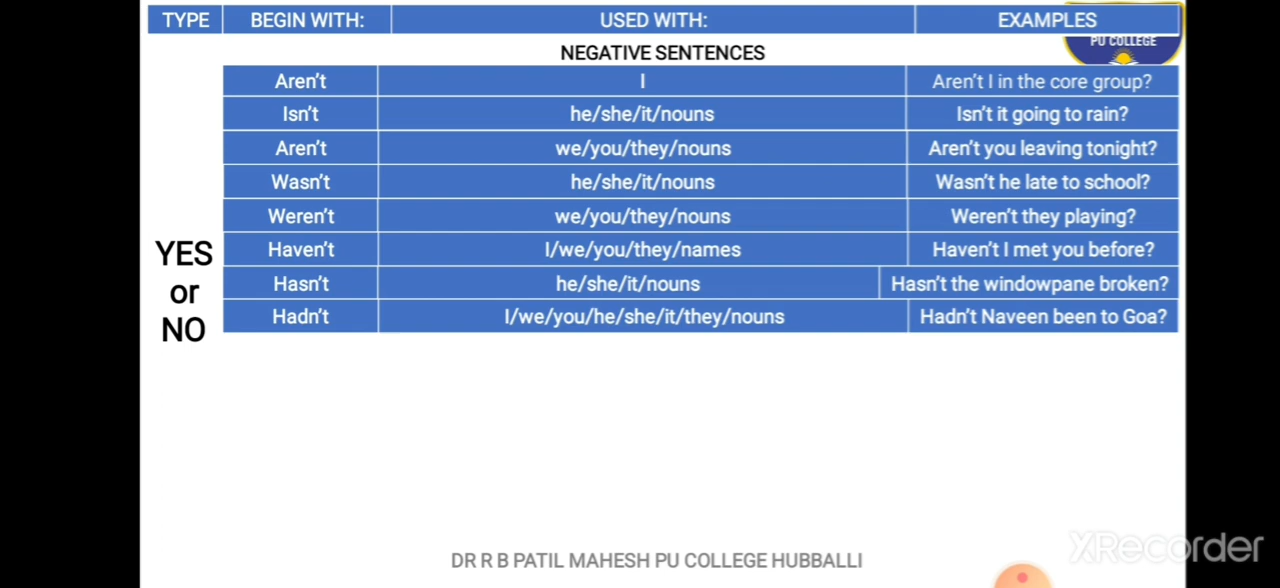 TYPE BEGIN WITH: USED WITH: EXAMPLES
PU COLLEGE
NEGATIVE SENTENCES
Aren't I Aren't I in the core group?
Isn't he/she/it/nouns Isn't it going to rain?
Aren't we/you/they/nouns Aren't you leaving tonight?
Wasn't he/she/it/nouns Wasn't he late to school?
Weren't we/you/they/nouns Weren't they playing?
YES
Haven't I/we/you/they/names Haven't I met you before?
or
Hasn't he/she/it/nouns Hasn't the windowpane broken?
NO
Hadn't I/we/you/he/she/it/they/nouns Hadn't Naveen been to Goa?
DR R B PATIL MAHESH PU COLLEGE HUBBALLI
XRecorder